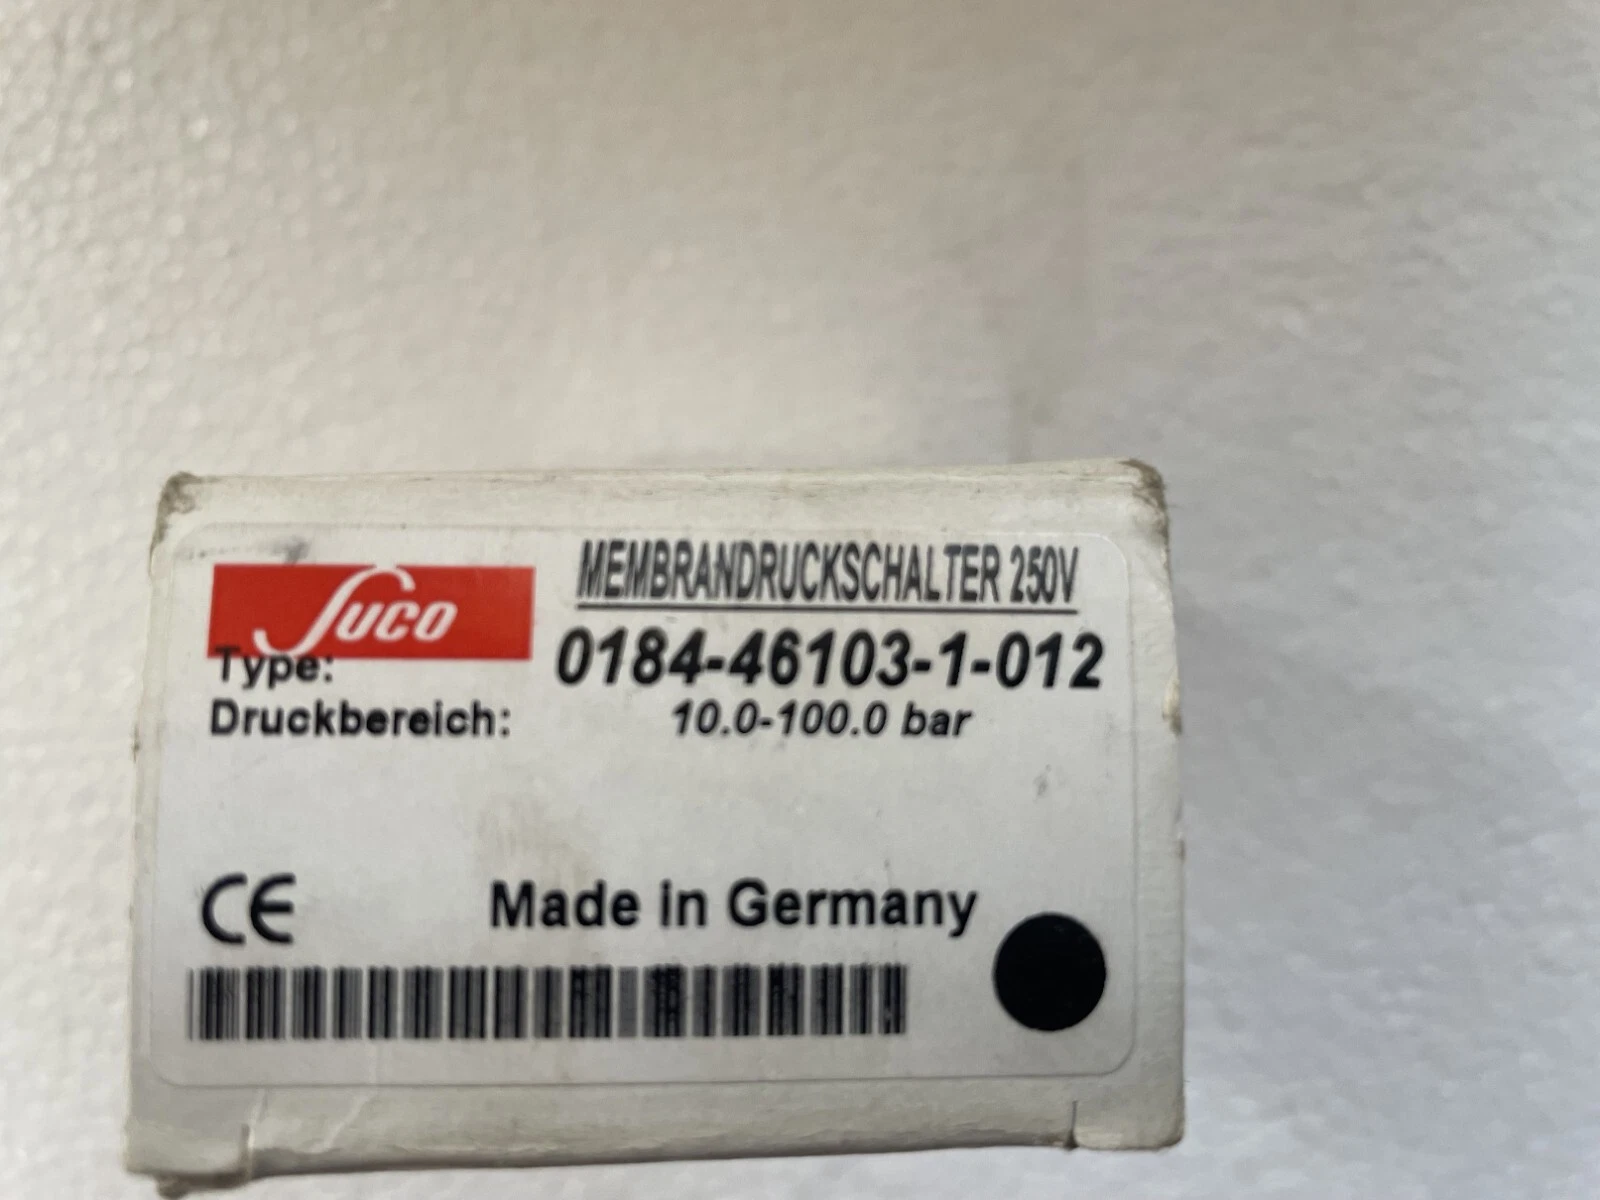 Suco
MEMBRANDRUCKSCHALTER 250V
Type: 0184-46103-1-012
Druckbereich: 10.0-100.0 bar
CE
Made in Germany